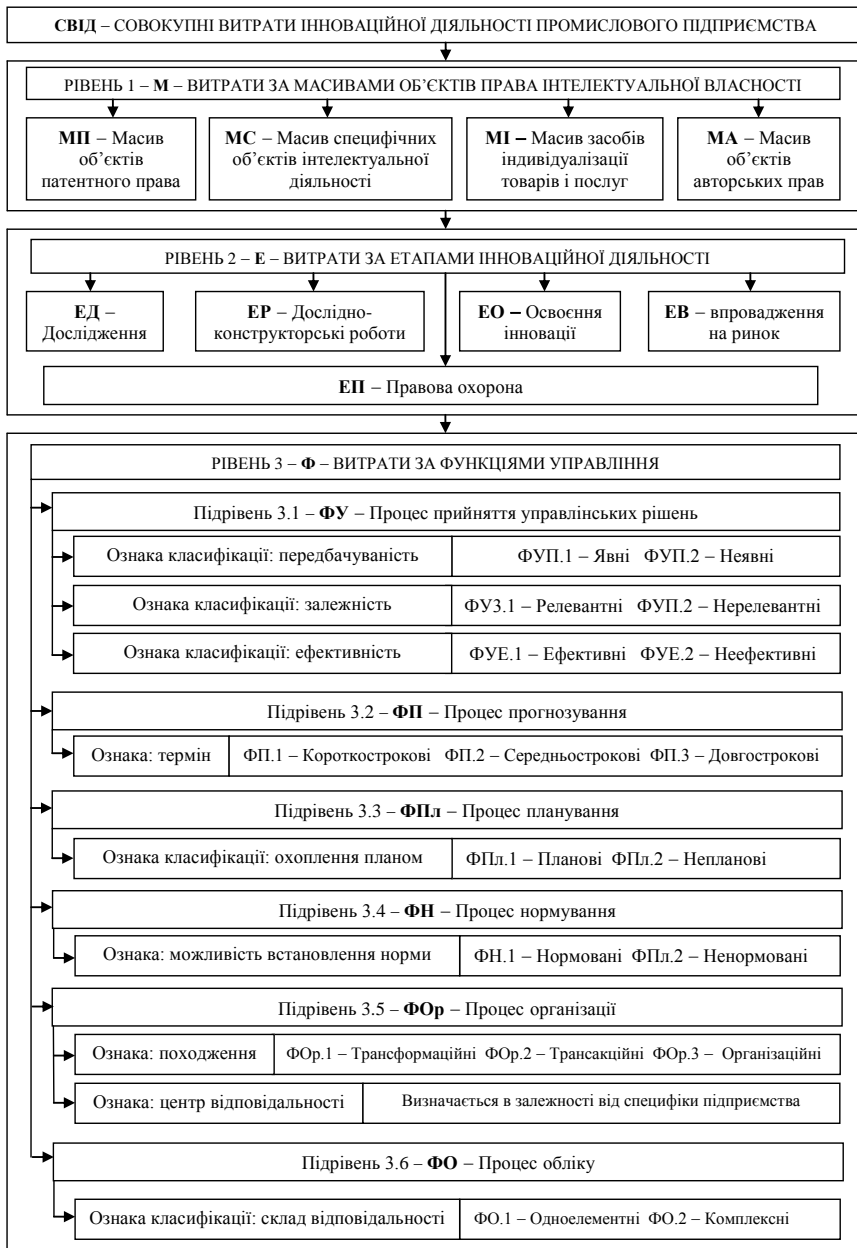 СВІД – СОВОКУПНІ ВИТРАТИ ІННОВАЦІЙНОЇ ДІЯЛЬНОСТІ ПРОМИСЛОВОГО ПІДПРИЄМСТВА
РІВЕНЬ 1 – М – ВИТРАТИ ЗА МАСИВАМИ ОБ’ЄКТІВ ПРАВА ІНТЕЛЕКТУАЛЬНОЇ ВЛАСНОСТІ
МП – Масив
об’єктів
патентного права
МС – Масив специфічних
об’єктів інтелектуальної
діяльності
МІ – Масив засобів
індивідуалізації
товарів і послуг
МА – Масив
об’єктів
авторських прав
РІВЕНЬ 2 – Е – ВИТРАТИ ЗА ЕТАПАМИ ІННОВАЦІЙНОЇ ДІЯЛЬНОСТІ
ЕД –
Дослідження
ЕР – Дослідно-
конструкторські роботи
ЕО – Освоєння
інновації
ЕВ – впровадження
на ринок
ЕП – Правова охорона
РІВЕНЬ 3 – Ф – ВИТРАТИ ЗА ФУНКЦІЯМИ УПРАВЛІННЯ
Підрівень 3.1 – ФУ – Процес прийняття управлінських рішень
Ознака класифікації: передбачуваність
ФУП.1 – Явні ФУП.2 – Неявні
Ознака класифікації: залежність
ФУЗ.1 – Релевантні ФУП.2 – Нерелевантні
Ознака класифікації: ефективність
ФУЕ.1 – Ефективні ФУЕ.2 – Неефективні
Підрівень 3.2 – ФП – Процес прогнозування
Ознака: термін
ФП.1 – Короткострокові ФП.2 – Середньострокові ФП.3 – Довгострокові
Підрівень 3.3 – ФПл – Процес планування
Ознака класифікації: охоплення планом
ФПл.1 – Планові ФПл.2 – Непланові
Підрівень 3.4 – ФН – Процес нормування
Ознака: можливість встановлення норми
ФН.1 – Нормовані ФПл.2 – Ненормовані
Підрівень 3.5 – ФОр – Процес організації
Ознака: походження
ФОр.1 – Трансформаційні ФОр.2 – Трансакційні ФОр.3 – Організаційні
Ознака: центр відповідальності
Визначається в залежності від специфіки підприємства
Підрівень 3.6 – ФО – Процес обліку
Ознака класифікації: склад відповідальності
ФО.1 – Одноелементні ФО.2 – Комплексні